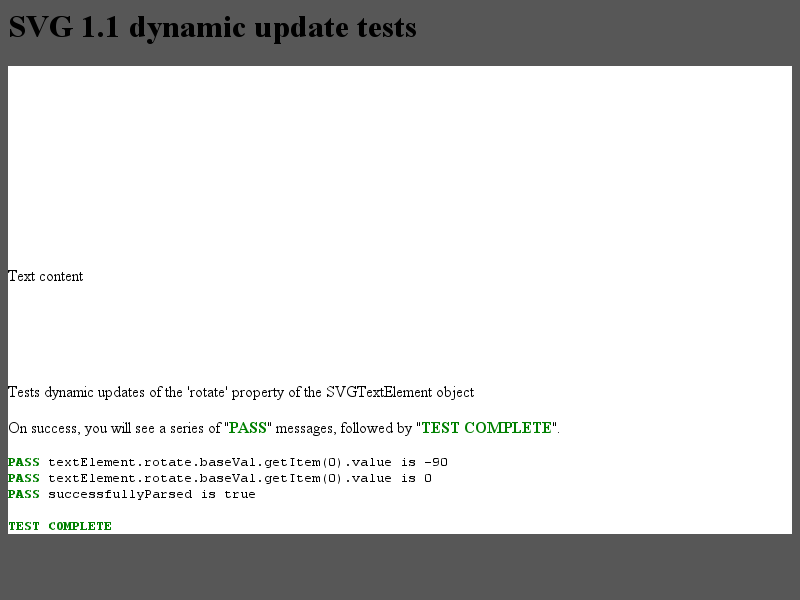 SVG 1.1 dynamic update tests
Text content
Tests dynamic updates of the 'rotate' property of the SVGTextElement object
On success, you will see a series of "PASS" messages, followed by "TEST COMPLETE".
PASS textElement.rotate.baseVal.getItem(0).value is -90
PASS textElement.rotate.baseVal.getItem(0).value is 0
PASS successfullyParsed is true
TEST COMPLETE